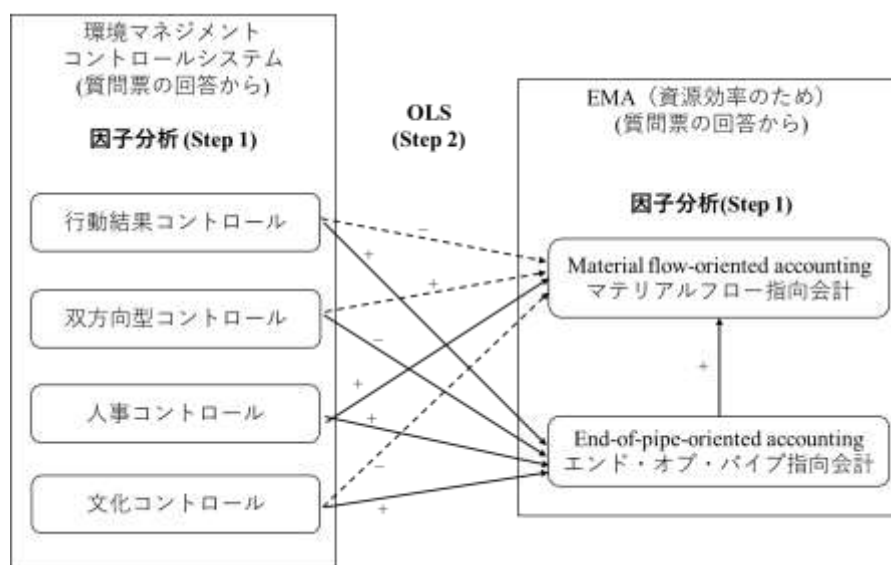 環境マネジメント
コントロールシステム
(質問票の回答から)
因子分析 (Step 1)
行動結果コントロール
双方向型コントロール
人事コントロール
文化コントロール
OLS
(Step 2)
−
+
+
−
+
+
−
+
EMA（資源効率のため）
(質問票の回答から)
因子分析(Step 1)
Material flow-oriented accounting
マテリアルフロー指向会計
+
End-of-pipe-oriented accounting
エンド・オブ・パイプ指向会計